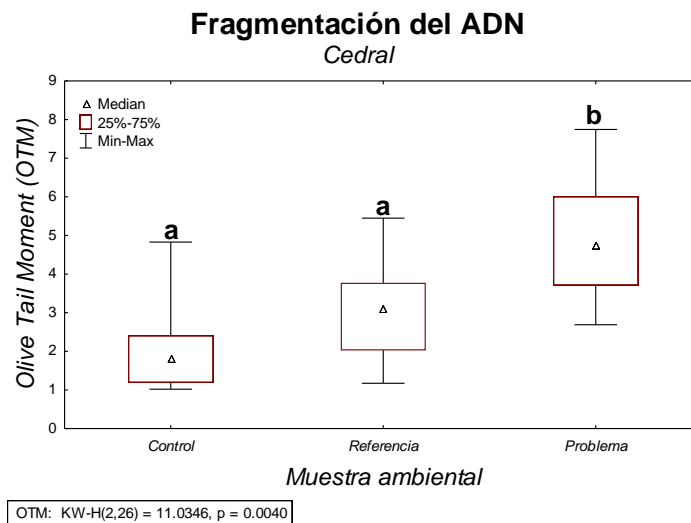 Fragmentación del ADN
Cedral
Olive Tail Moment (OTM)
9
8
7
6
5
4
3
2
1
0
Median
25%-75%
Min-Max
a
a
b
Control
Referencia
Problema
Muestra ambiental
OTM: KW-H(2,26) = 11.0346, p = 0.0040